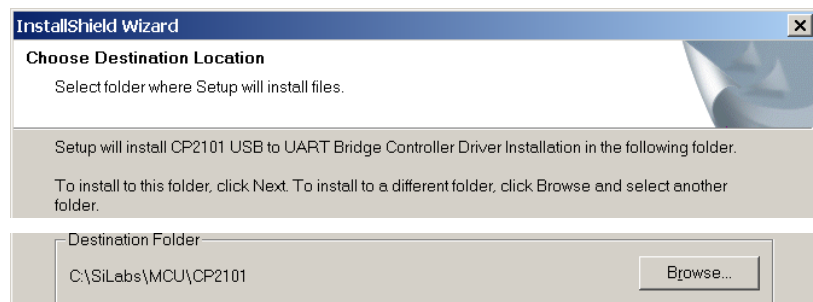 InstallShield Wizard
Choose Destination Location
Select folder where Setup will install files.
Setup will install CP2101 USB to UART Bridge Controller Driver Installation in the following folder.
To install to this folder, click Next. To install to a different folder, click Browse and select another
folder.
Destination Folder
C:\SiLabs\MCU\CP2101
Browse...